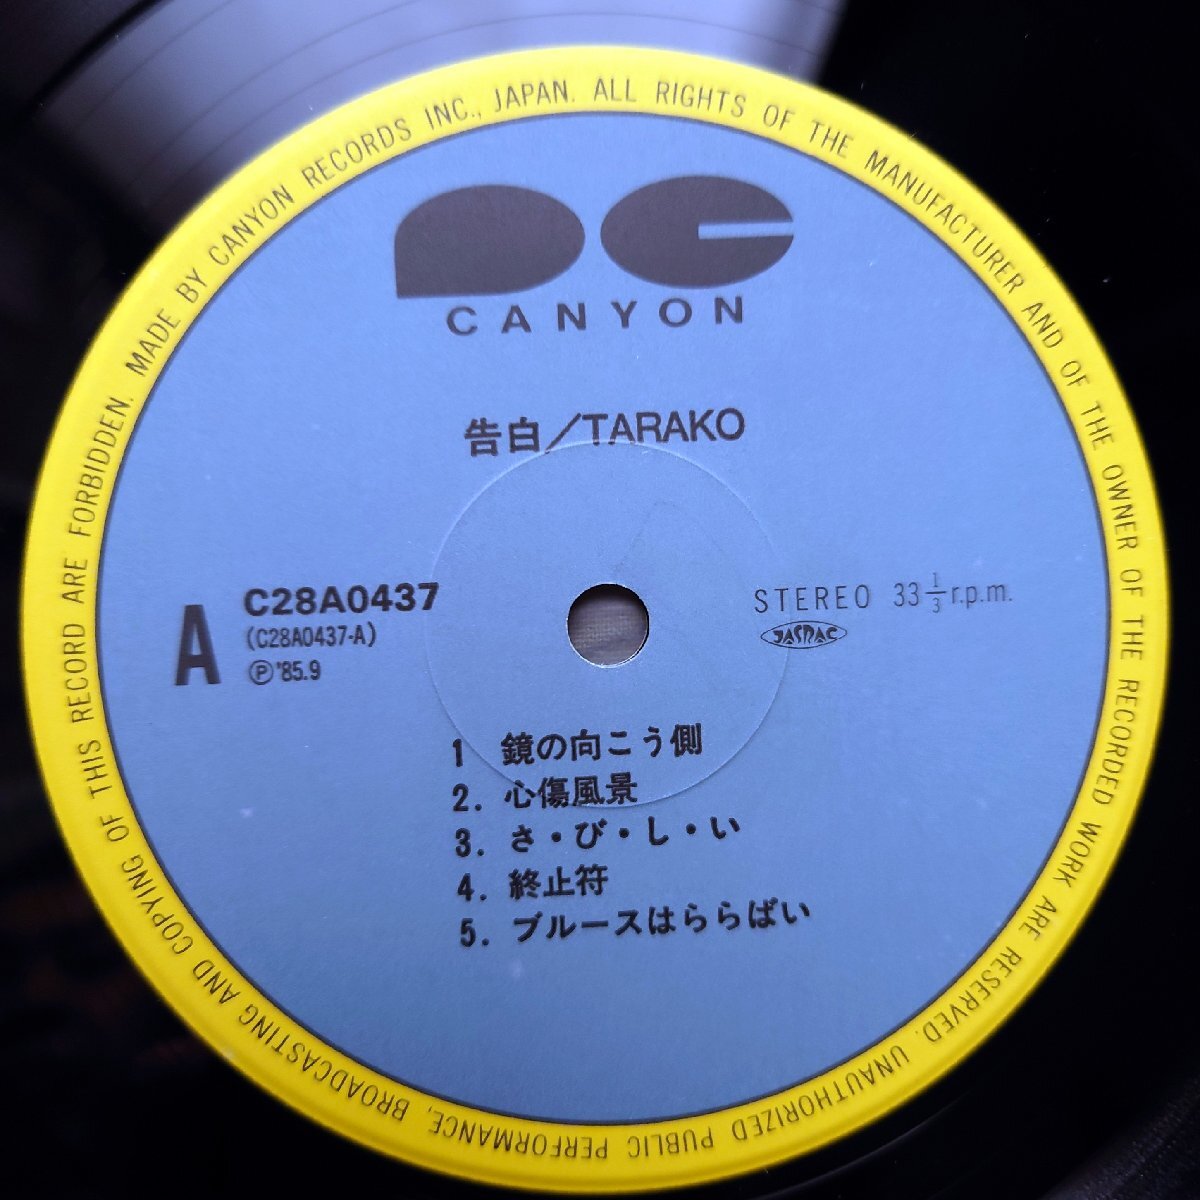 MADE BY CANYON RECORDS INC., JAPAN. ALL RIGHTS OF THE MANUFACTURER AND OF THE OWNER OF THE RECORDED WORK ARE RESERVED. UNAUTHORIZED PUBLIC PERFORMANCE, BROADCASTING AND COPYING OF THIS RECORD ARE FORBIDDEN.
PC
CANYON
告白／TARAKO
A
C28A0437
(C28A0437-A)
Ⓟ'85.9
STEREO 33 1/3 r.p.m.
JASRAC
1 鏡の向こう側
2. 心傷風景
3. さ・び・し・い
4. 終止符
5. ブルースはららばい